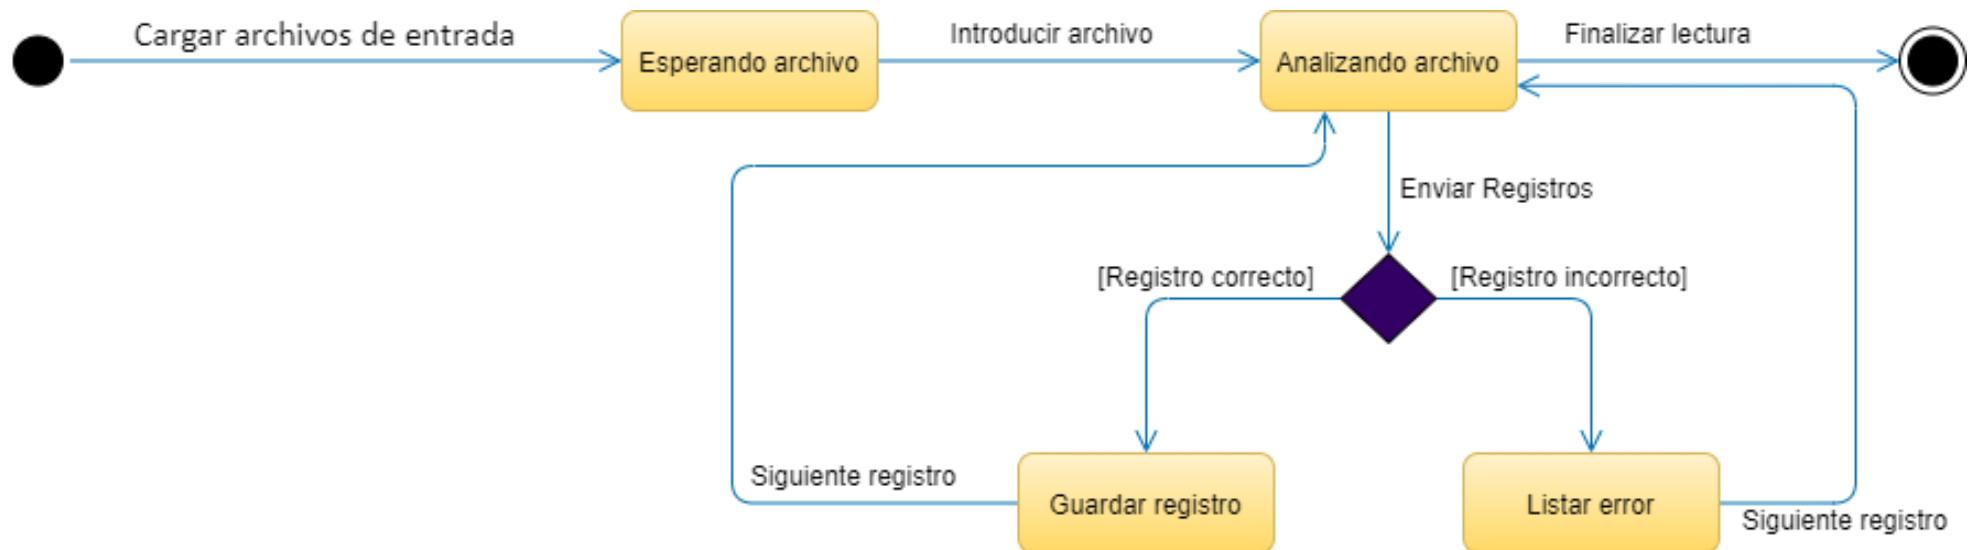 Cargar archivos de entrada
Esperando archivo
Introducir archivo
Analizando archivo
Finalizar lectura
Enviar Registros
[Registro correcto]
[Registro incorrecto]
Siguiente registro
Guardar registro
Listar error
Siguiente registro